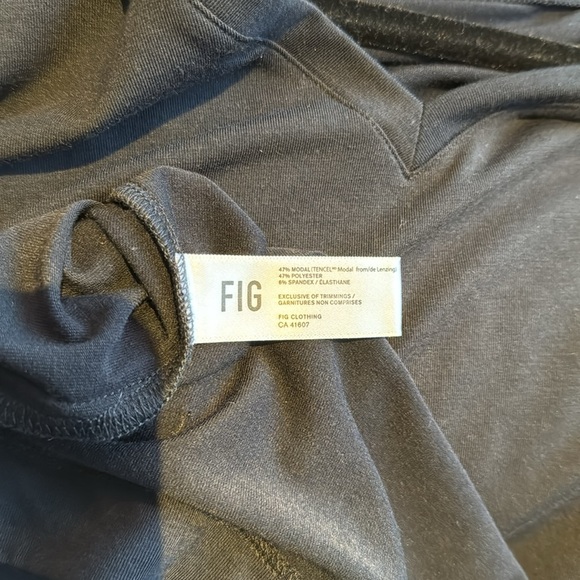 FIG
47% MODAL(TENCEL™ Modal from/de Lenzing)
47% POLYESTER
6% SPANDEX / ÉLASTHANE
EXCLUSIVE OF TRIMMINGS /
GARNITURES NON COMPRISES
FIG CLOTHING
CA 41607